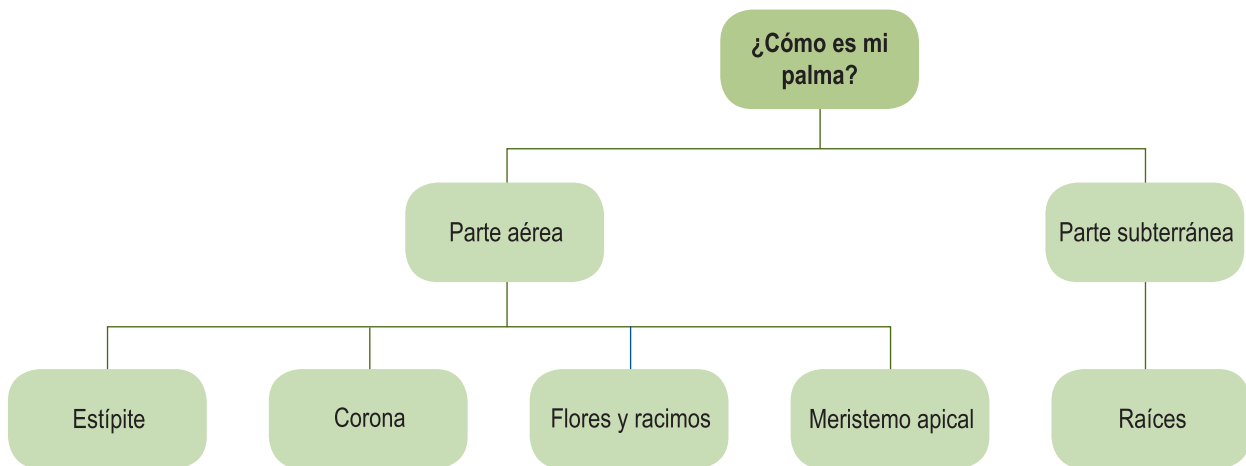 ¿Cómo es mi
palma?
Parte aérea
Parte subterránea
Estípite
Corona
Flores y racimos
Meristemo apical
Raíces